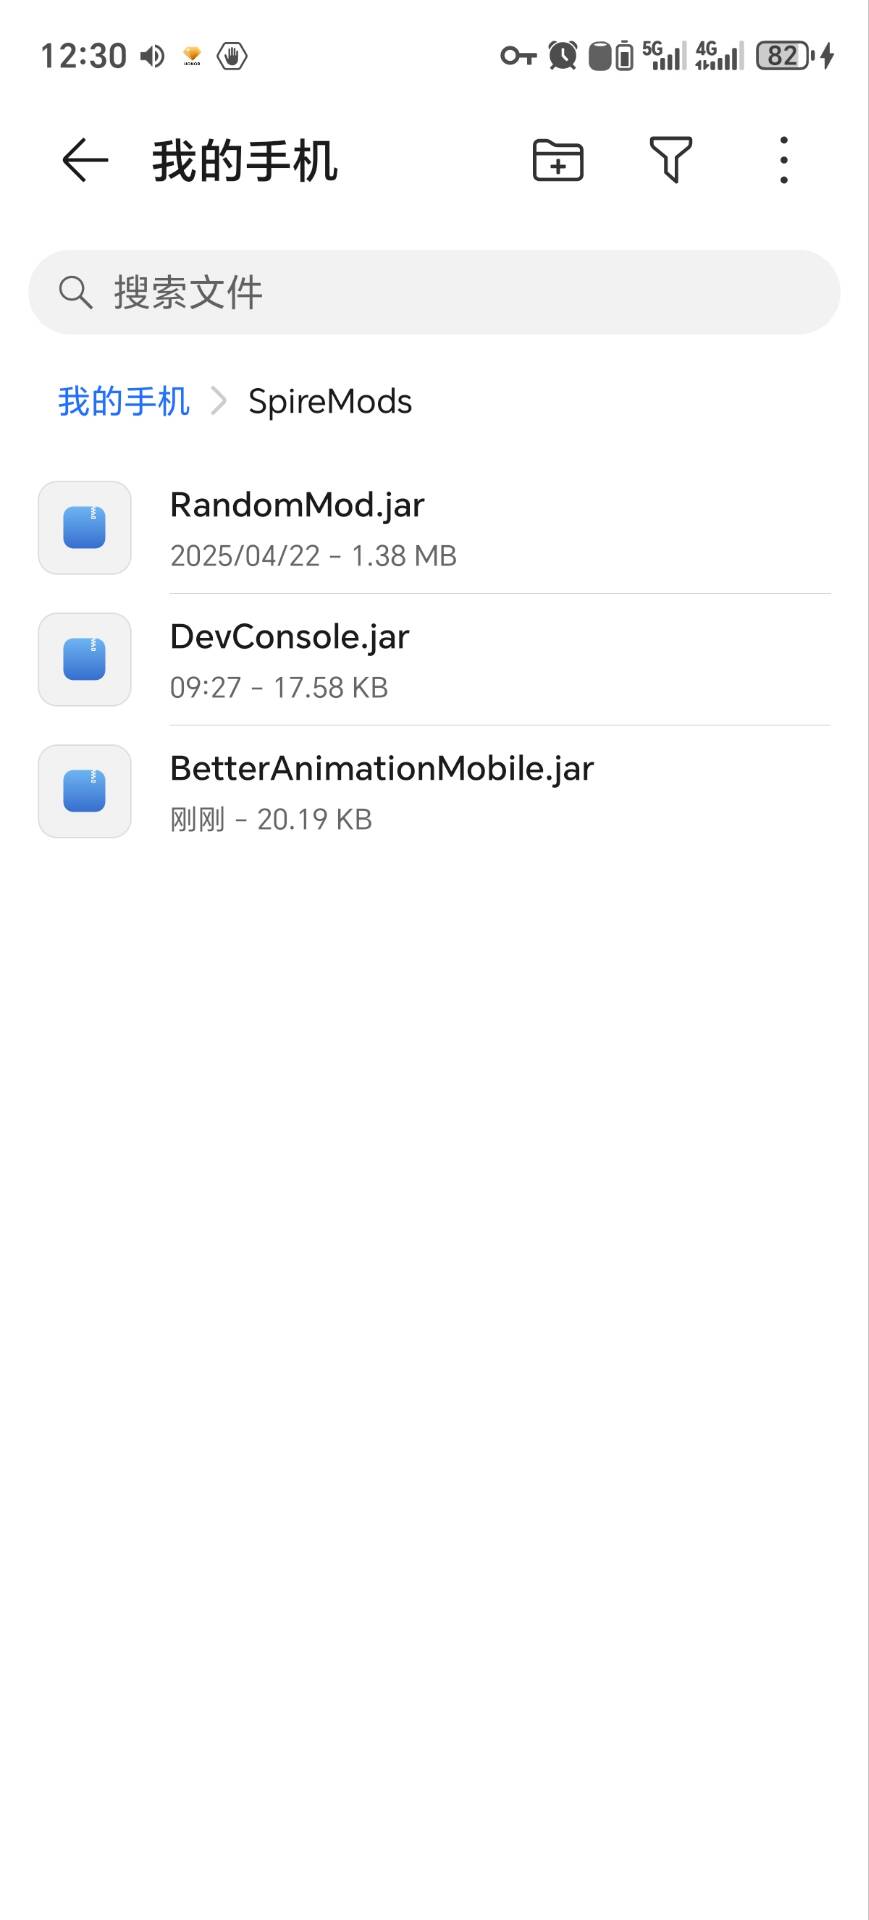 12:30 5G 4G 82
我的手机
搜索文件
我的手机 SpireMods
RandomMod.jar
2025/04/22 - 1.38 MB
DevConsole.jar
09:27 - 17.58 KB
BetterAnimationMobile.jar
刚刚 - 20.19 KB